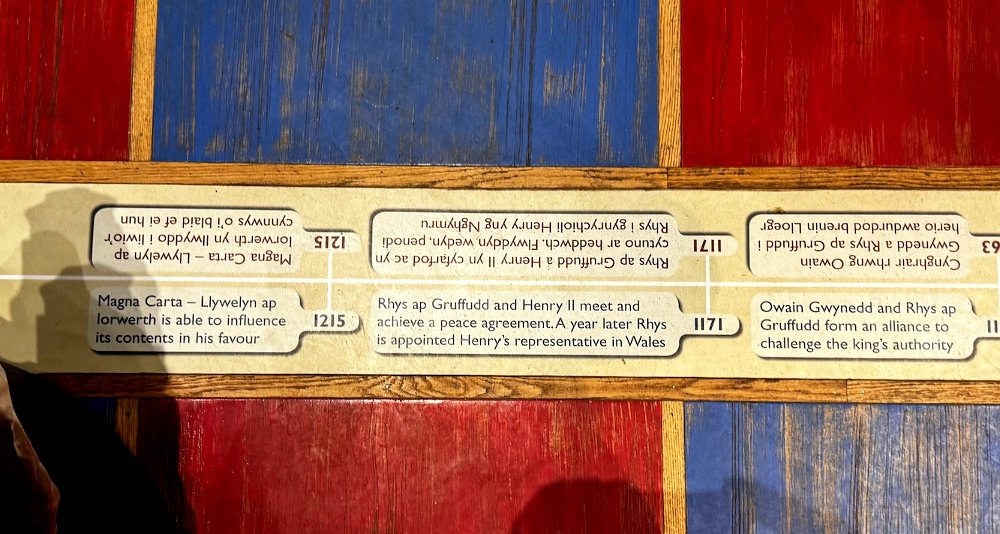 Magna Carta – Llywelyn ap
Iorwerth yn llwyddo i liwio'r
cynnwys o'i blaid ef ei hun
1215
Rhys ap Gruffudd â Henry II yn cyfarfod ac yn
cytuno ar heddwch. Flwyddyn wedyn, penodi
Rhys i gynrychioli Henry yng Nghymru
1171
Cynghrair rhwng Owain
Gwynedd a Rhys ap Gruffudd i
herio awdurdod brenin Lloegr
63
Magna Carta – Llywelyn ap
Iorwerth is able to influence
its contents in his favour
1215
Rhys ap Gruffudd and Henry II meet and
achieve a peace agreement. A year later Rhys
is appointed Henry's representative in Wales
1171
Owain Gwynedd and Rhys ap
Gruffudd form an alliance to
challenge the king's authority
11